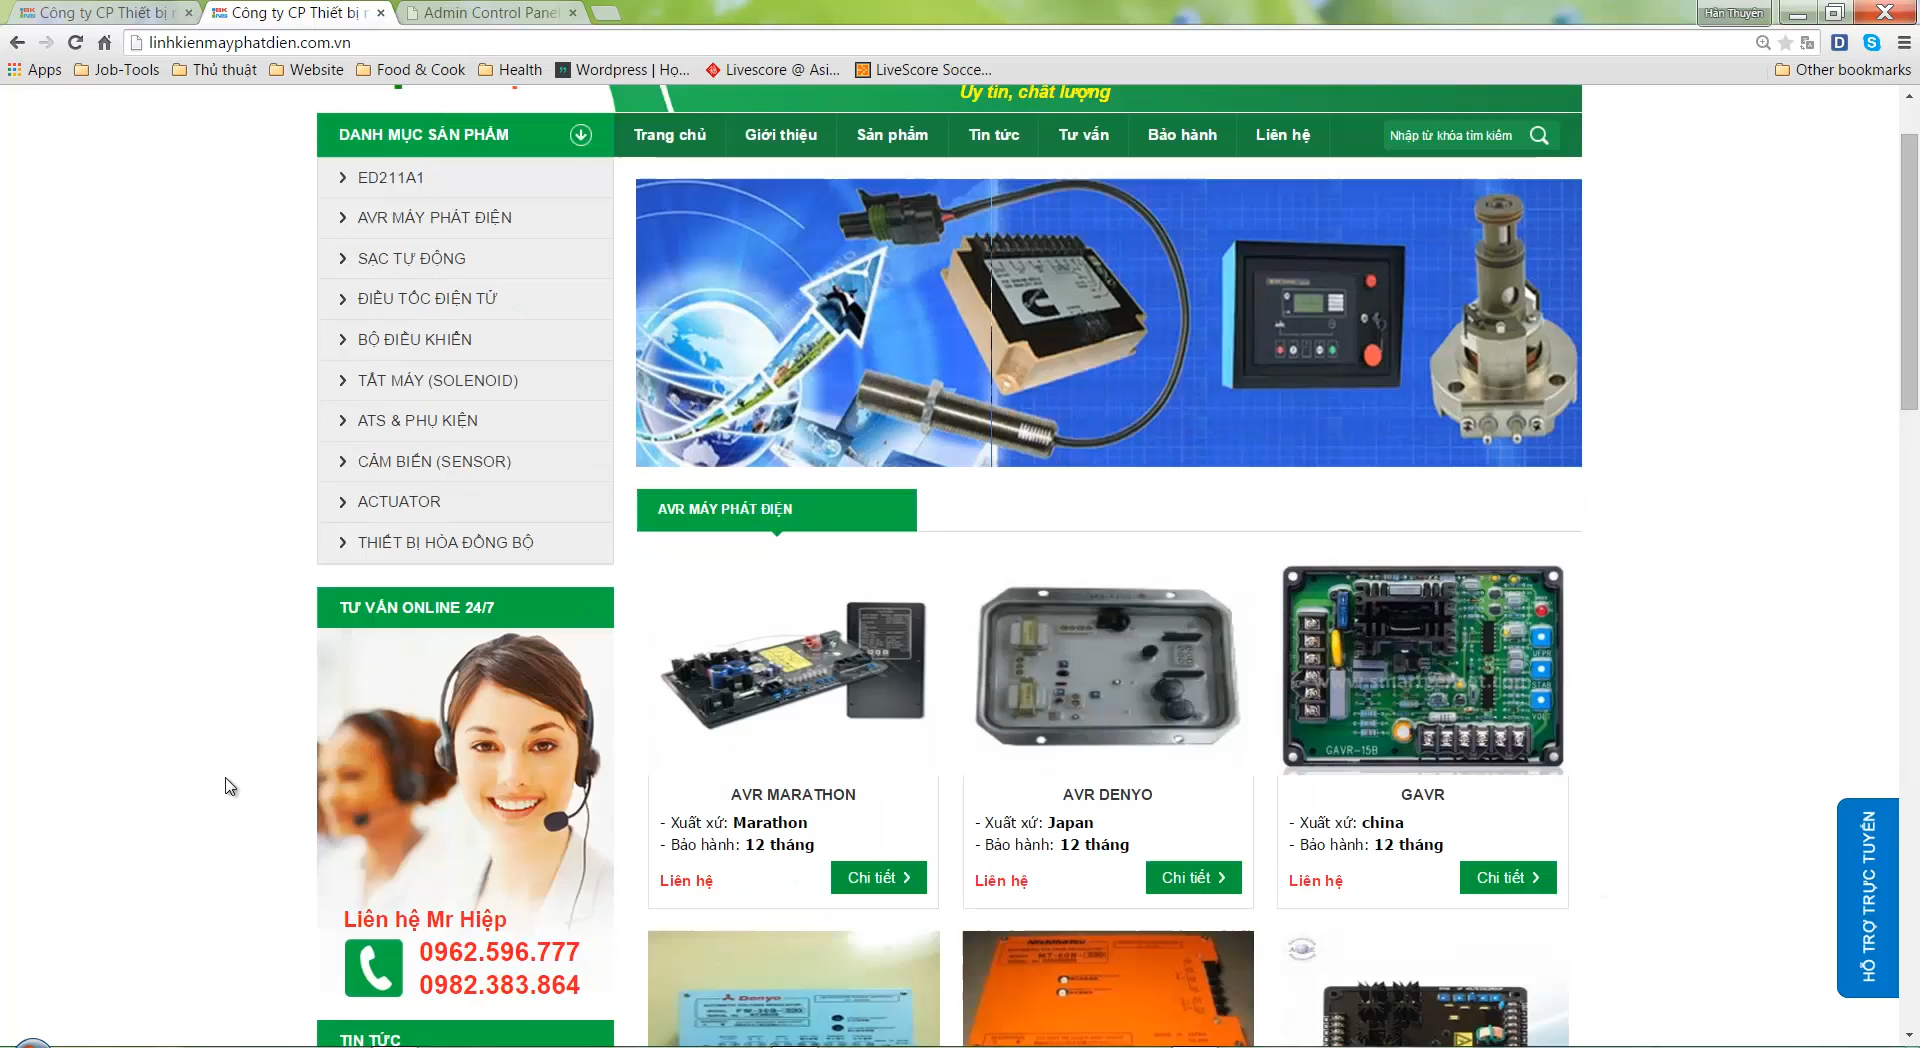 Công ty CP Thiết bị
Công ty CP Thiết bị
Admin Control Panel
Hàn Thuyên
linhkienmayphatdien.com.vn
Apps
Job-Tools
Thủ thuật
Website
Food & Cook
Health
Wordpress | Họ...
Livescore @ Asi...
LiveScore Socce...
Other bookmarks
Uy tín, chất lượng
DANH MỤC SẢN PHẨM
Trang chủ
Giới thiệu
Sản phẩm
Tin tức
Tư vấn
Bảo hành
Liên hệ
Nhập từ khóa tìm kiếm
ED211A1
AVR MÁY PHÁT ĐIỆN
SẠC TỰ ĐỘNG
ĐIỀU TỐC ĐIỆN TỬ
BỘ ĐIỀU KHIỂN
TẮT MÁY (SOLENOID)
ATS & PHỤ KIỆN
CẢM BIẾN (SENSOR)
ACTUATOR
THIẾT BỊ HÒA ĐỒNG BỘ
AVR MÁY PHÁT ĐIỆN
TƯ VẤN ONLINE 24/7
Liên hệ Mr Hiệp
0962.596.777
0982.383.864
TIN TỨC
VFPR
STAB
VOLT
GAVR-15B
AVR MARATHON
- Xuất xứ: Marathon
- Bảo hành: 12 tháng
Liên hệ
Chi tiết
AVR DENYO
- Xuất xứ: Japan
- Bảo hành: 12 tháng
Liên hệ
Chi tiết
GAVR
- Xuất xứ: china
- Bảo hành: 12 tháng
Liên hệ
Chi tiết
Denyo
HỖ TRỢ TRỰC TUYẾN